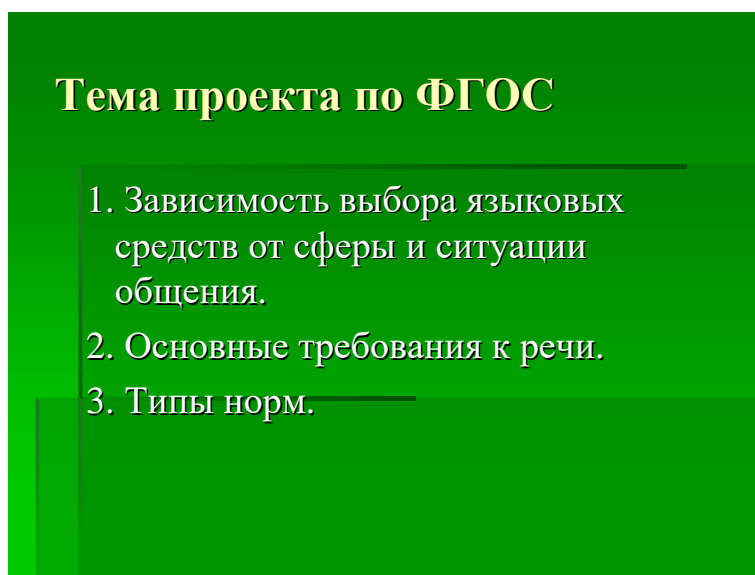 Тема проекта по ФГОС
1. Зависимость выбора языковых
средств от сферы и ситуации
общения.
2. Основные требования к речи.
3. Типы норм.